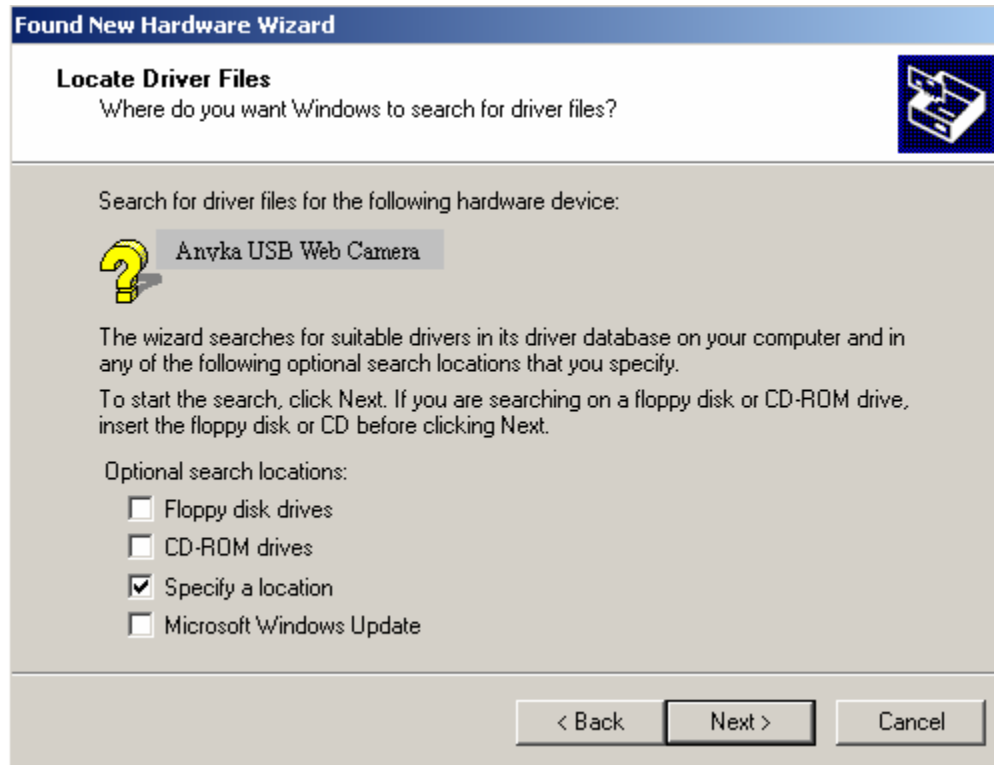 Found New Hardware Wizard
Locate Driver Files
Where do you want Windows to search for driver files?
Search for driver files for the following hardware device:
Anyka USB Web Camera
The wizard searches for suitable drivers in its driver database on your computer and in
any of the following optional search locations that you specify.
To start the search, click Next. If you are searching on a floppy disk or CD-ROM drive,
insert the floppy disk or CD before clicking Next.
Optional search locations:
Floppy disk drives
CD-ROM drives
Specify a location
Microsoft Windows Update
< Back Next > Cancel